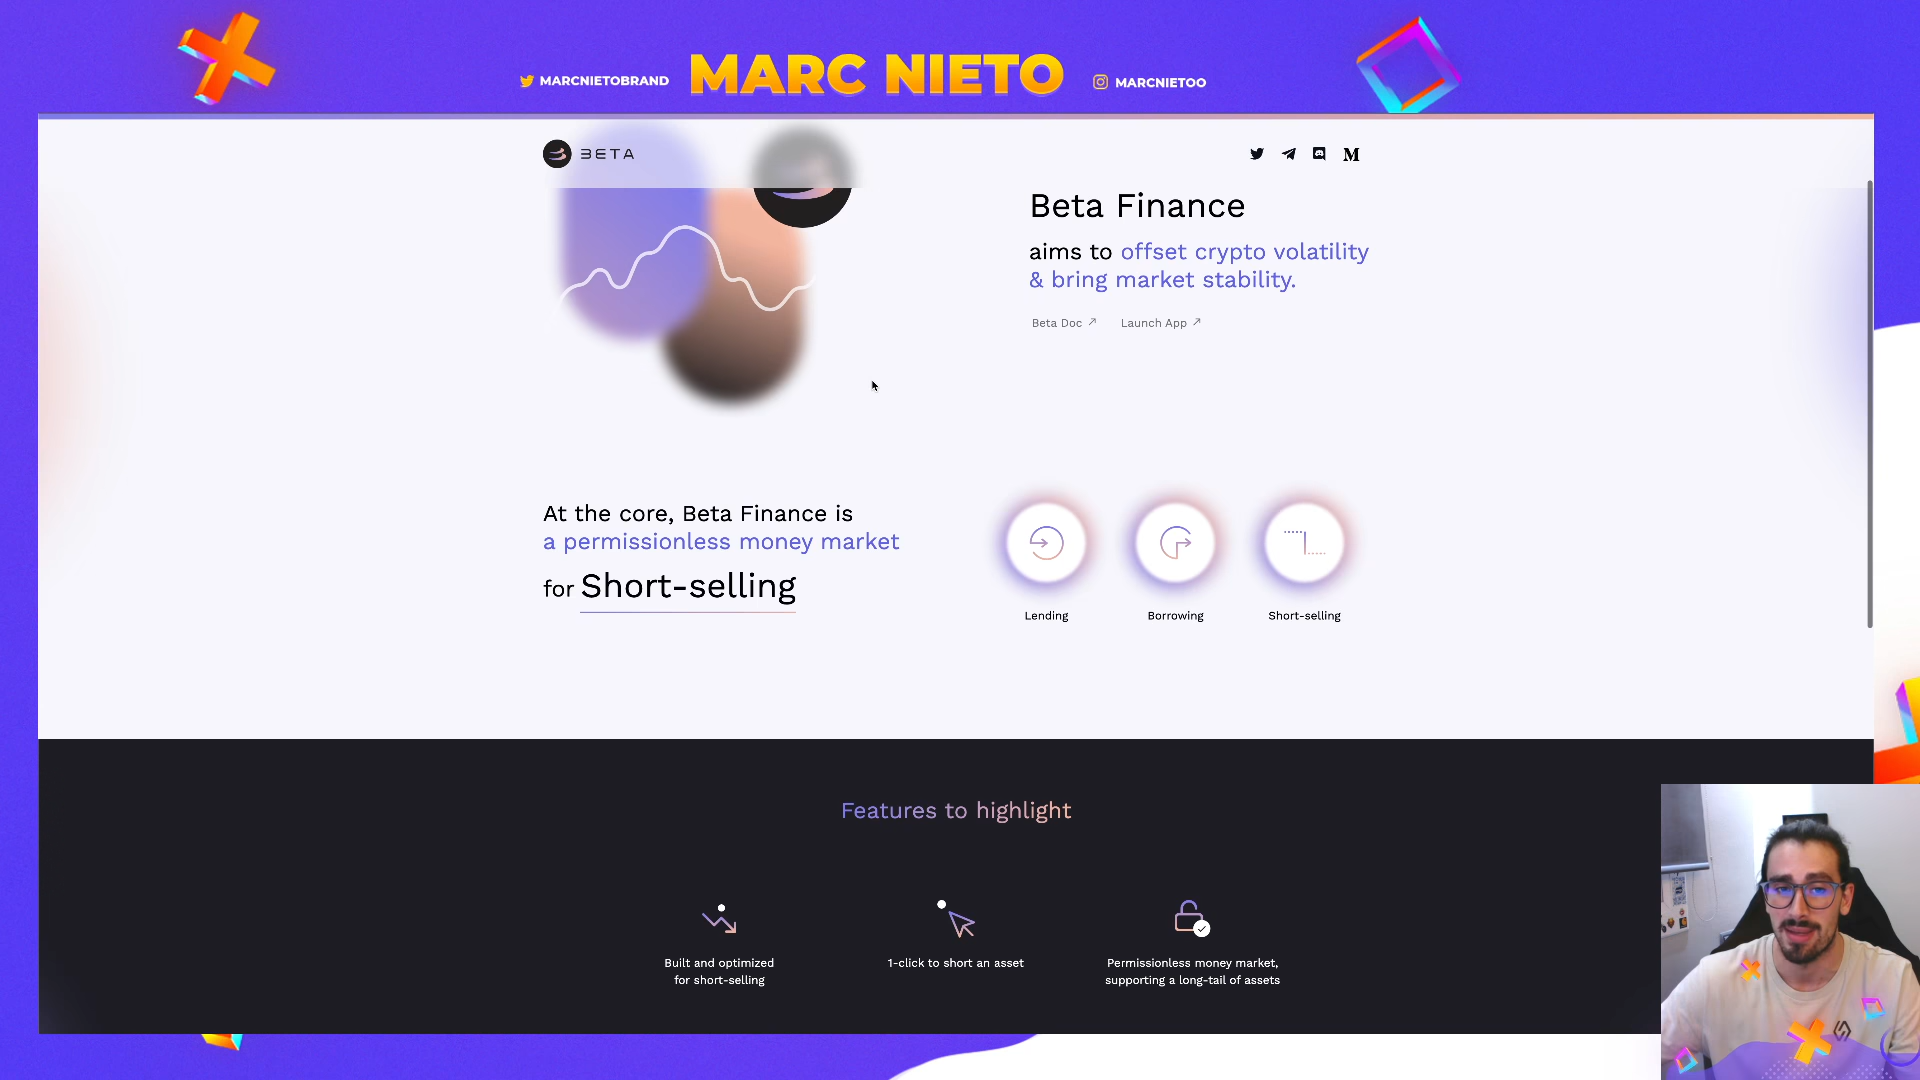 MARCNIETOBRAND
MARC NIETO
MARCNIETOO
BETA
M
Beta Finance
aims to offset crypto volatility
& bring market stability.
Beta Doc
Launch App
At the core, Beta Finance is
a permissionless money market
for Short-selling
Lending
Borrowing
Short-selling
Features to highlight
Built and optimized
for short-selling
1-click to short an asset
Permissionless money market,
supporting a long-tail of assets